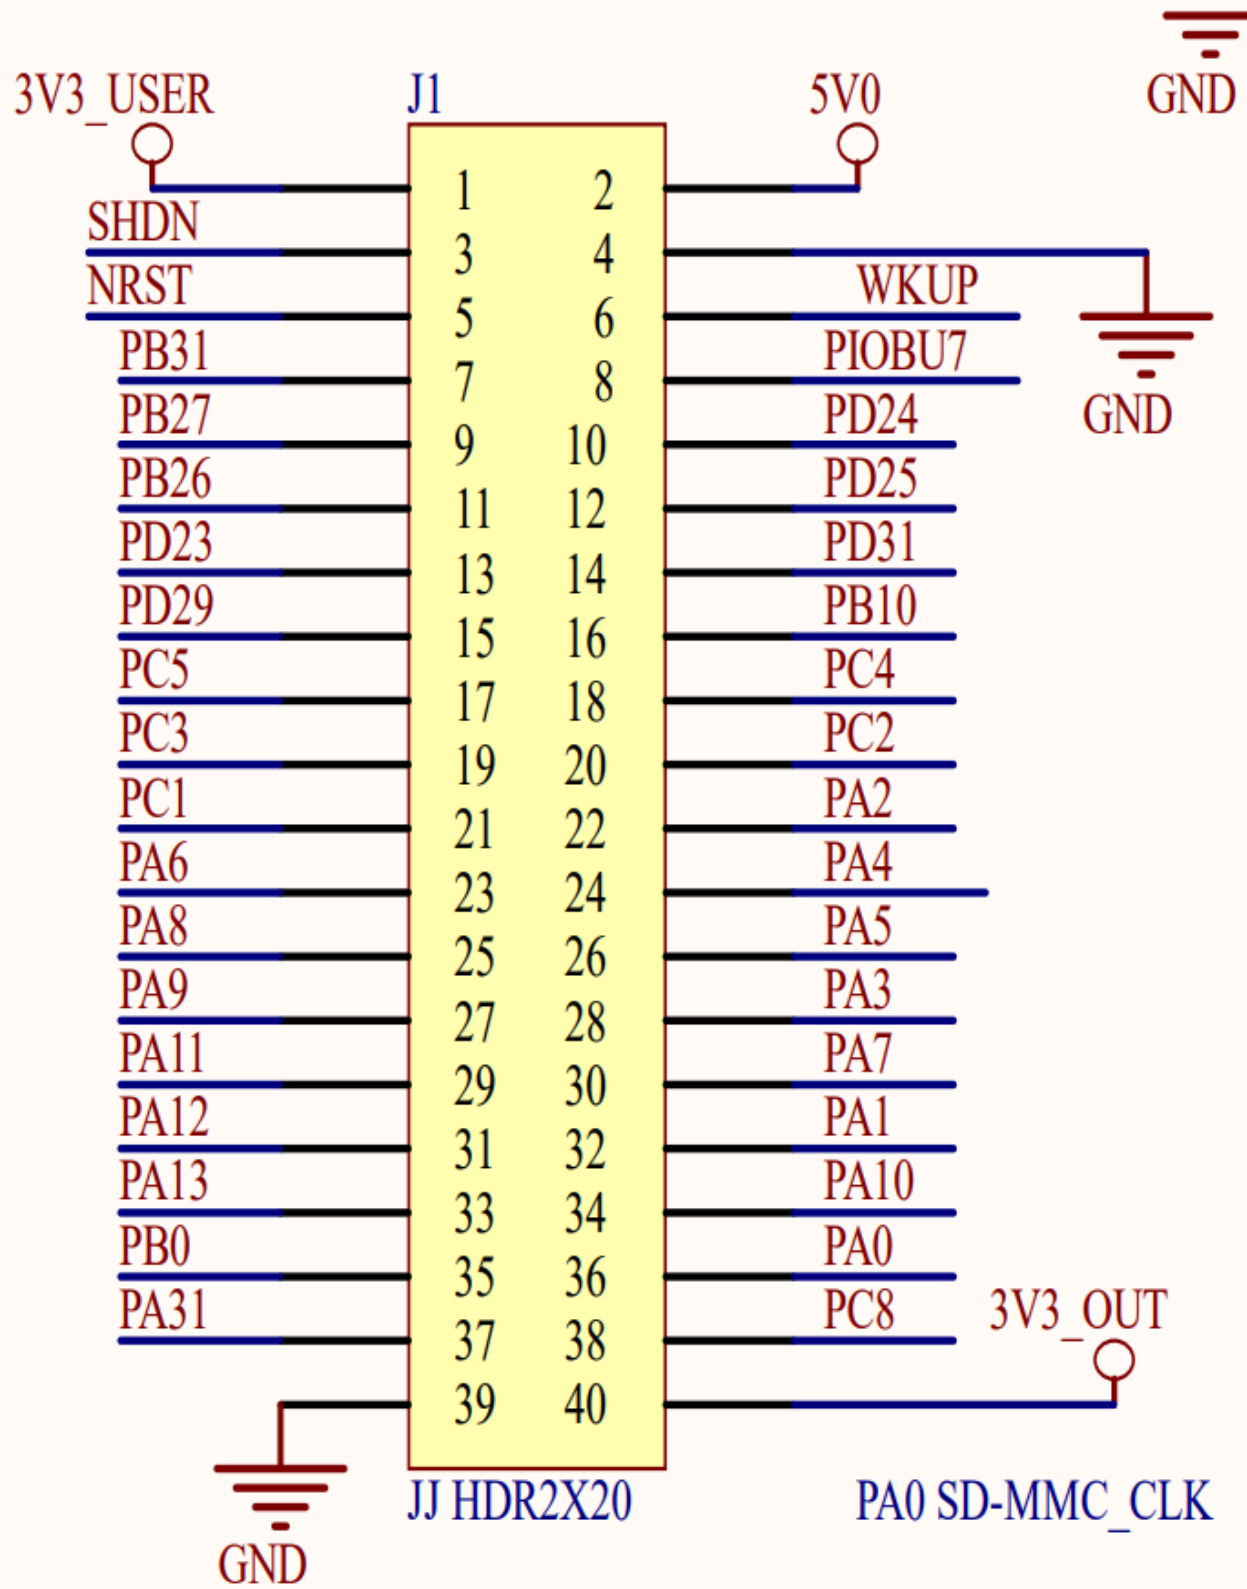 GND
3V3_USER J1 5V0
1 2
SHDN
3 4
NRST WKUP
5 6
PB31 PIOBU7
7 8
GND
PB27 PD24
9 10
PB26 PD25
11 12
PD23 PD31
13 14
PD29 PB10
15 16
PC5 PC4
17 18
PC3 PC2
19 20
PC1 PA2
21 22
PA6 PA4
23 24
PA8 PA5
25 26
PA9 PA3
27 28
PA11 PA7
29 30
PA12 PA1
31 32
PA13 PA10
33 34
PB0 PA0
35 36
PA31 PC8 3V3_OUT
37 38
39 40
JJ HDR2X20 PA0 SD-MMC_CLK
GND